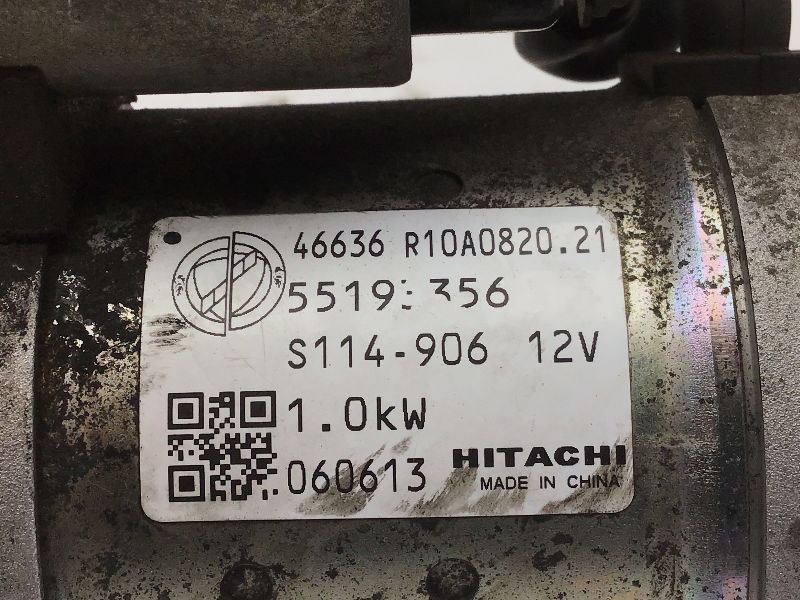 46636 R10A0820.21
S114-906 12V
1.0kW
060613 HITACHI
MADE IN CHINA